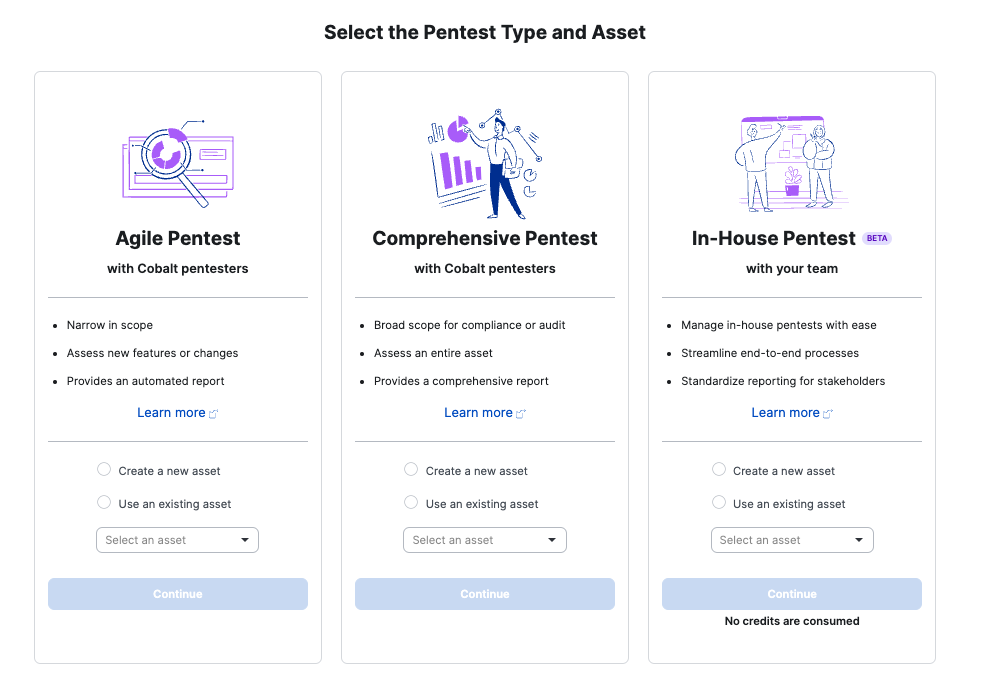 Select the Pentest Type and Asset
Agile Pentest
with Cobalt pentesters
Narrow in scope
Assess new features or changes
Provides an automated report
Learn more
Create a new asset
Use an existing asset
Select an asset
Continue
Comprehensive Pentest
with Cobalt pentesters
Broad scope for compliance or audit
Assess an entire asset
Provides a comprehensive report
Learn more
Create a new asset
Use an existing asset
Select an asset
Continue
In-House Pentest BETA
with your team
Manage in-house pentests with ease
Streamline end-to-end processes
Standardize reporting for stakeholders
Learn more
Create a new asset
Use an existing asset
Select an asset
Continue
No credits are consumed